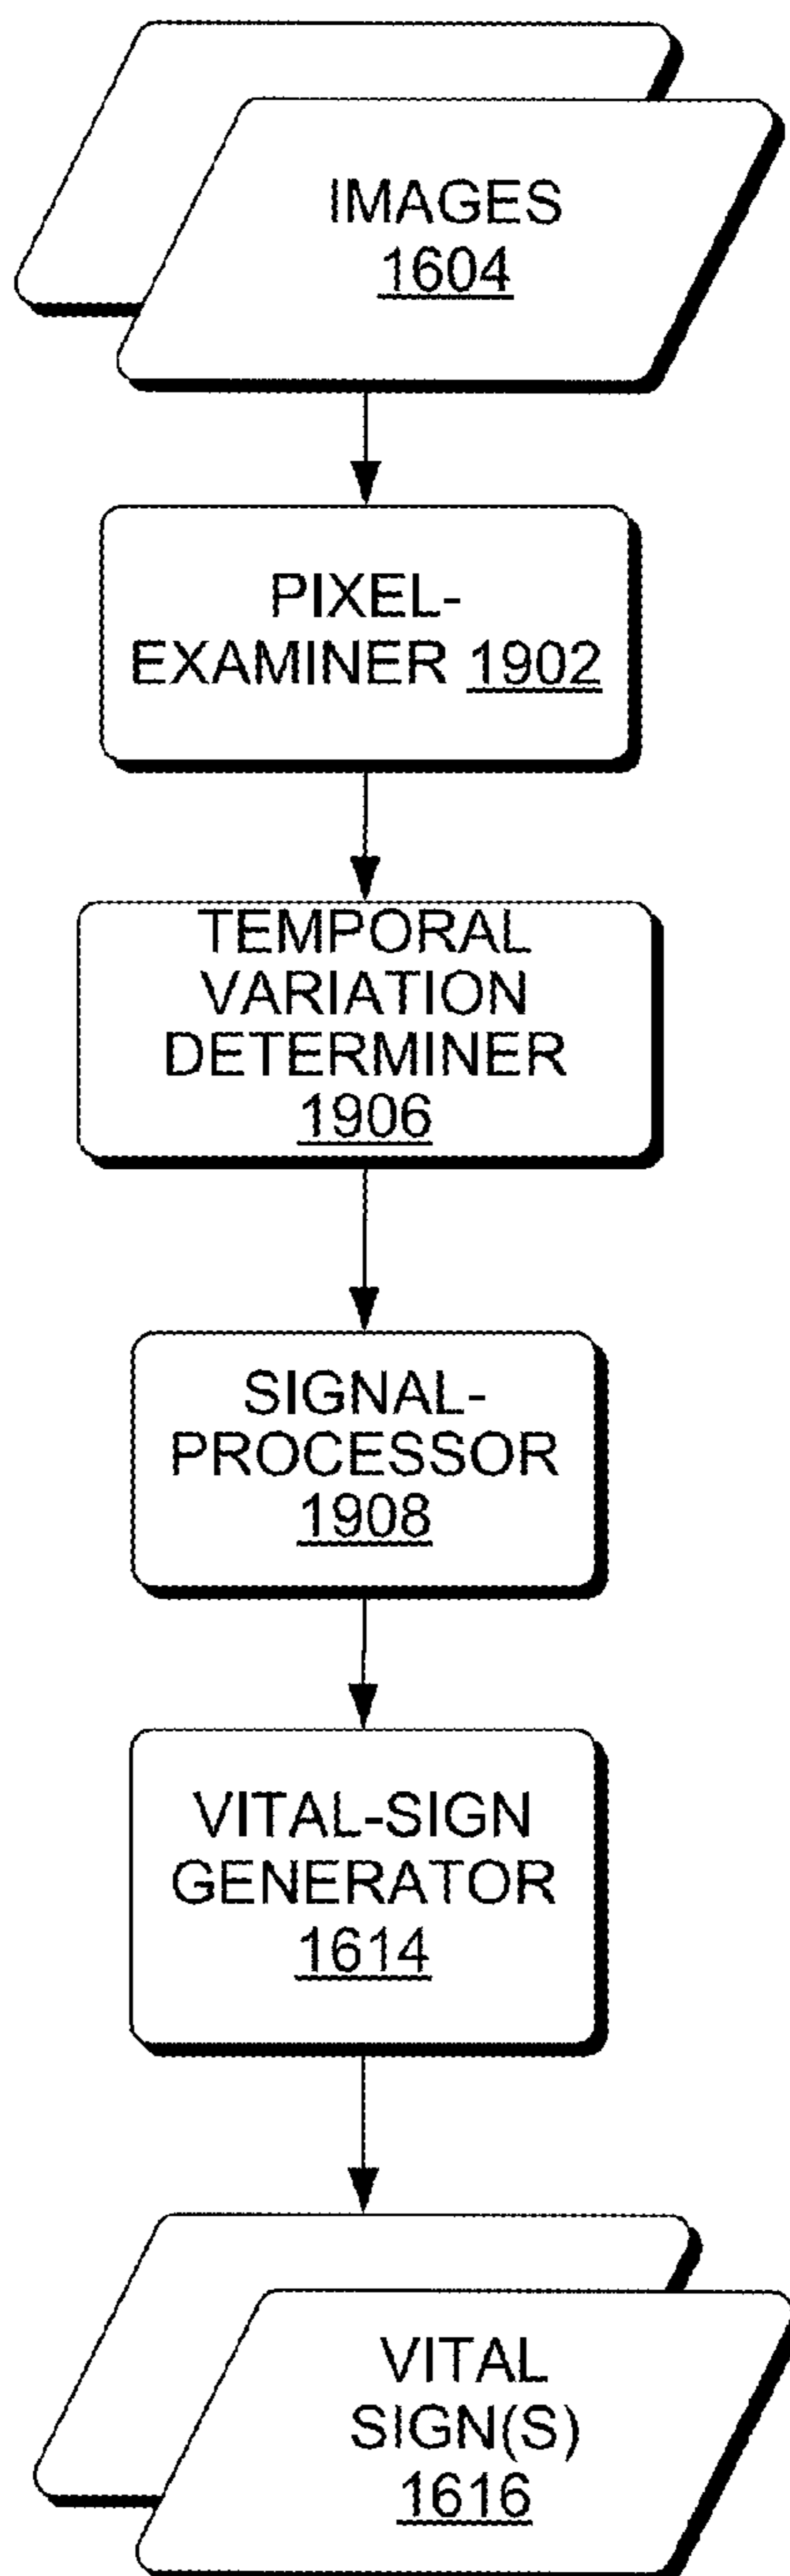 IMAGES
1604
PIXEL-
EXAMINER 1902
TEMPORAL
VARIATION
DETERMINER
1906
SIGNAL-
PROCESSOR
1908
VITAL-SIGN
GENERATOR
1614
VITAL
SIGN(S)
1616